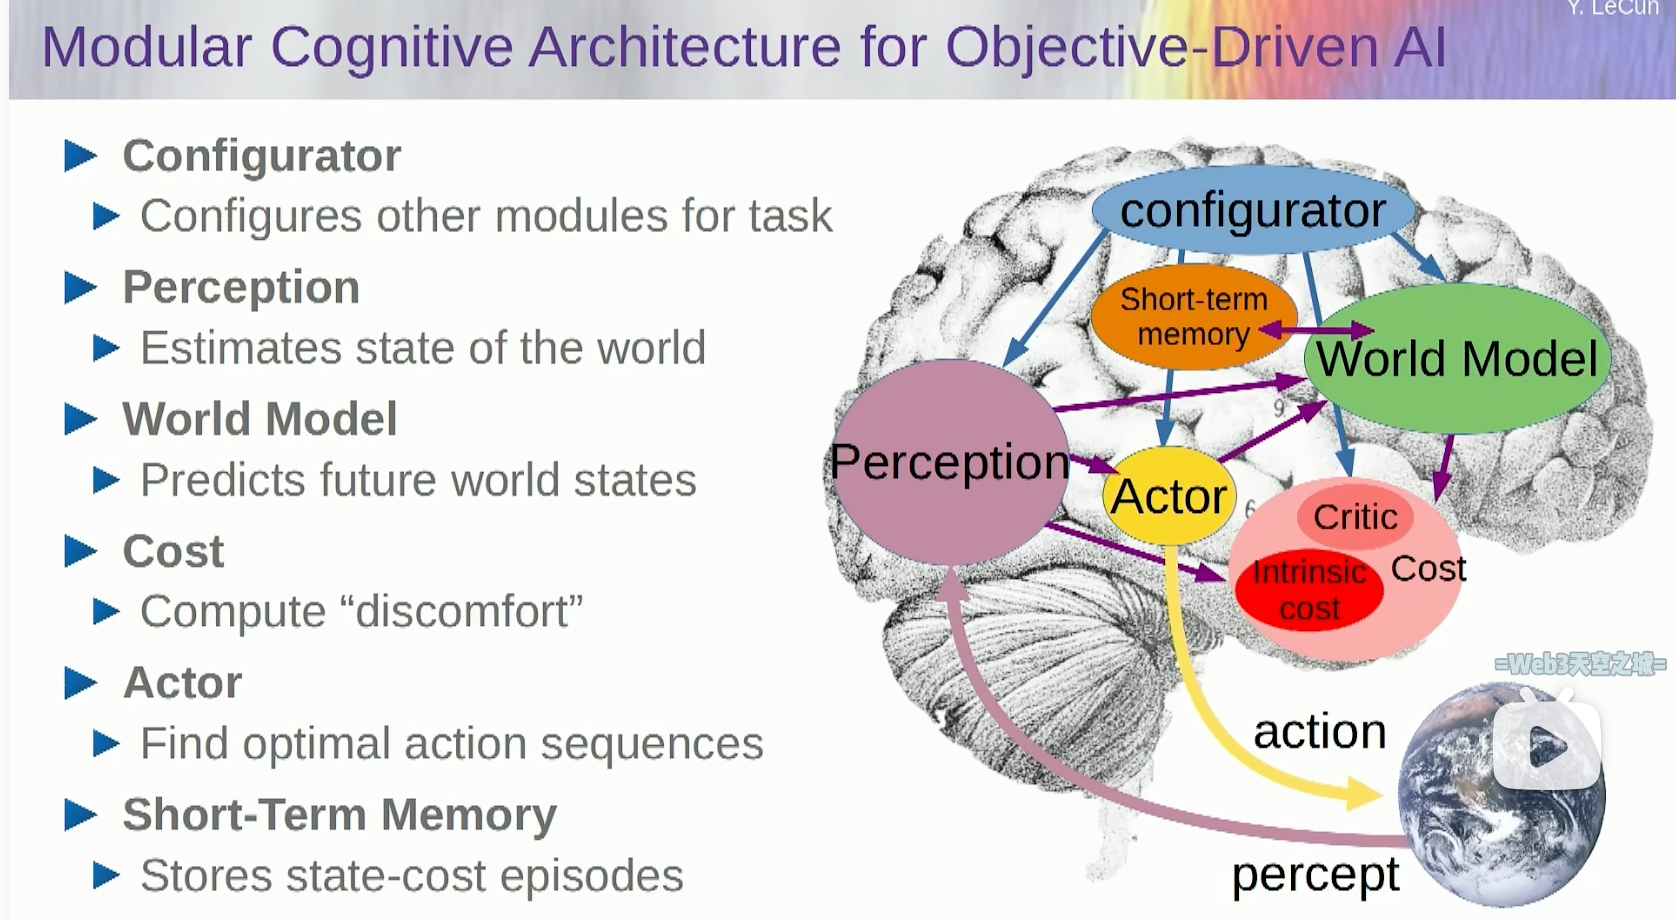 Y. LeCun
Modular Cognitive Architecture for Objective-Driven AI
Configurator
Configures other modules for task
Perception
Estimates state of the world
World Model
Predicts future world states
Cost
Compute “discomfort”
Actor
Find optimal action sequences
Short-Term Memory
Stores state-cost episodes
configurator
Short-term
memory
World Model
9
Perception
Actor
6
Critic
Intrinsic
cost
Cost
=Web3天空之城=
action
percept